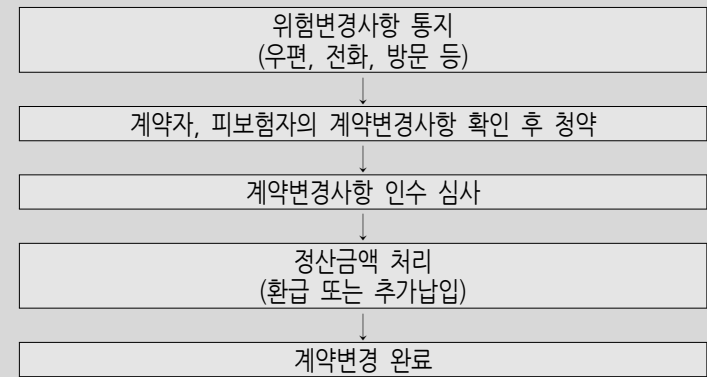 위험변경사항 통지
(우편, 전화, 방문 등)
계약자, 피보험자의 계약변경사항 확인 후 청약
계약변경사항 인수 심사
정산금액 처리
(환급 또는 추가납입)
계약변경 완료